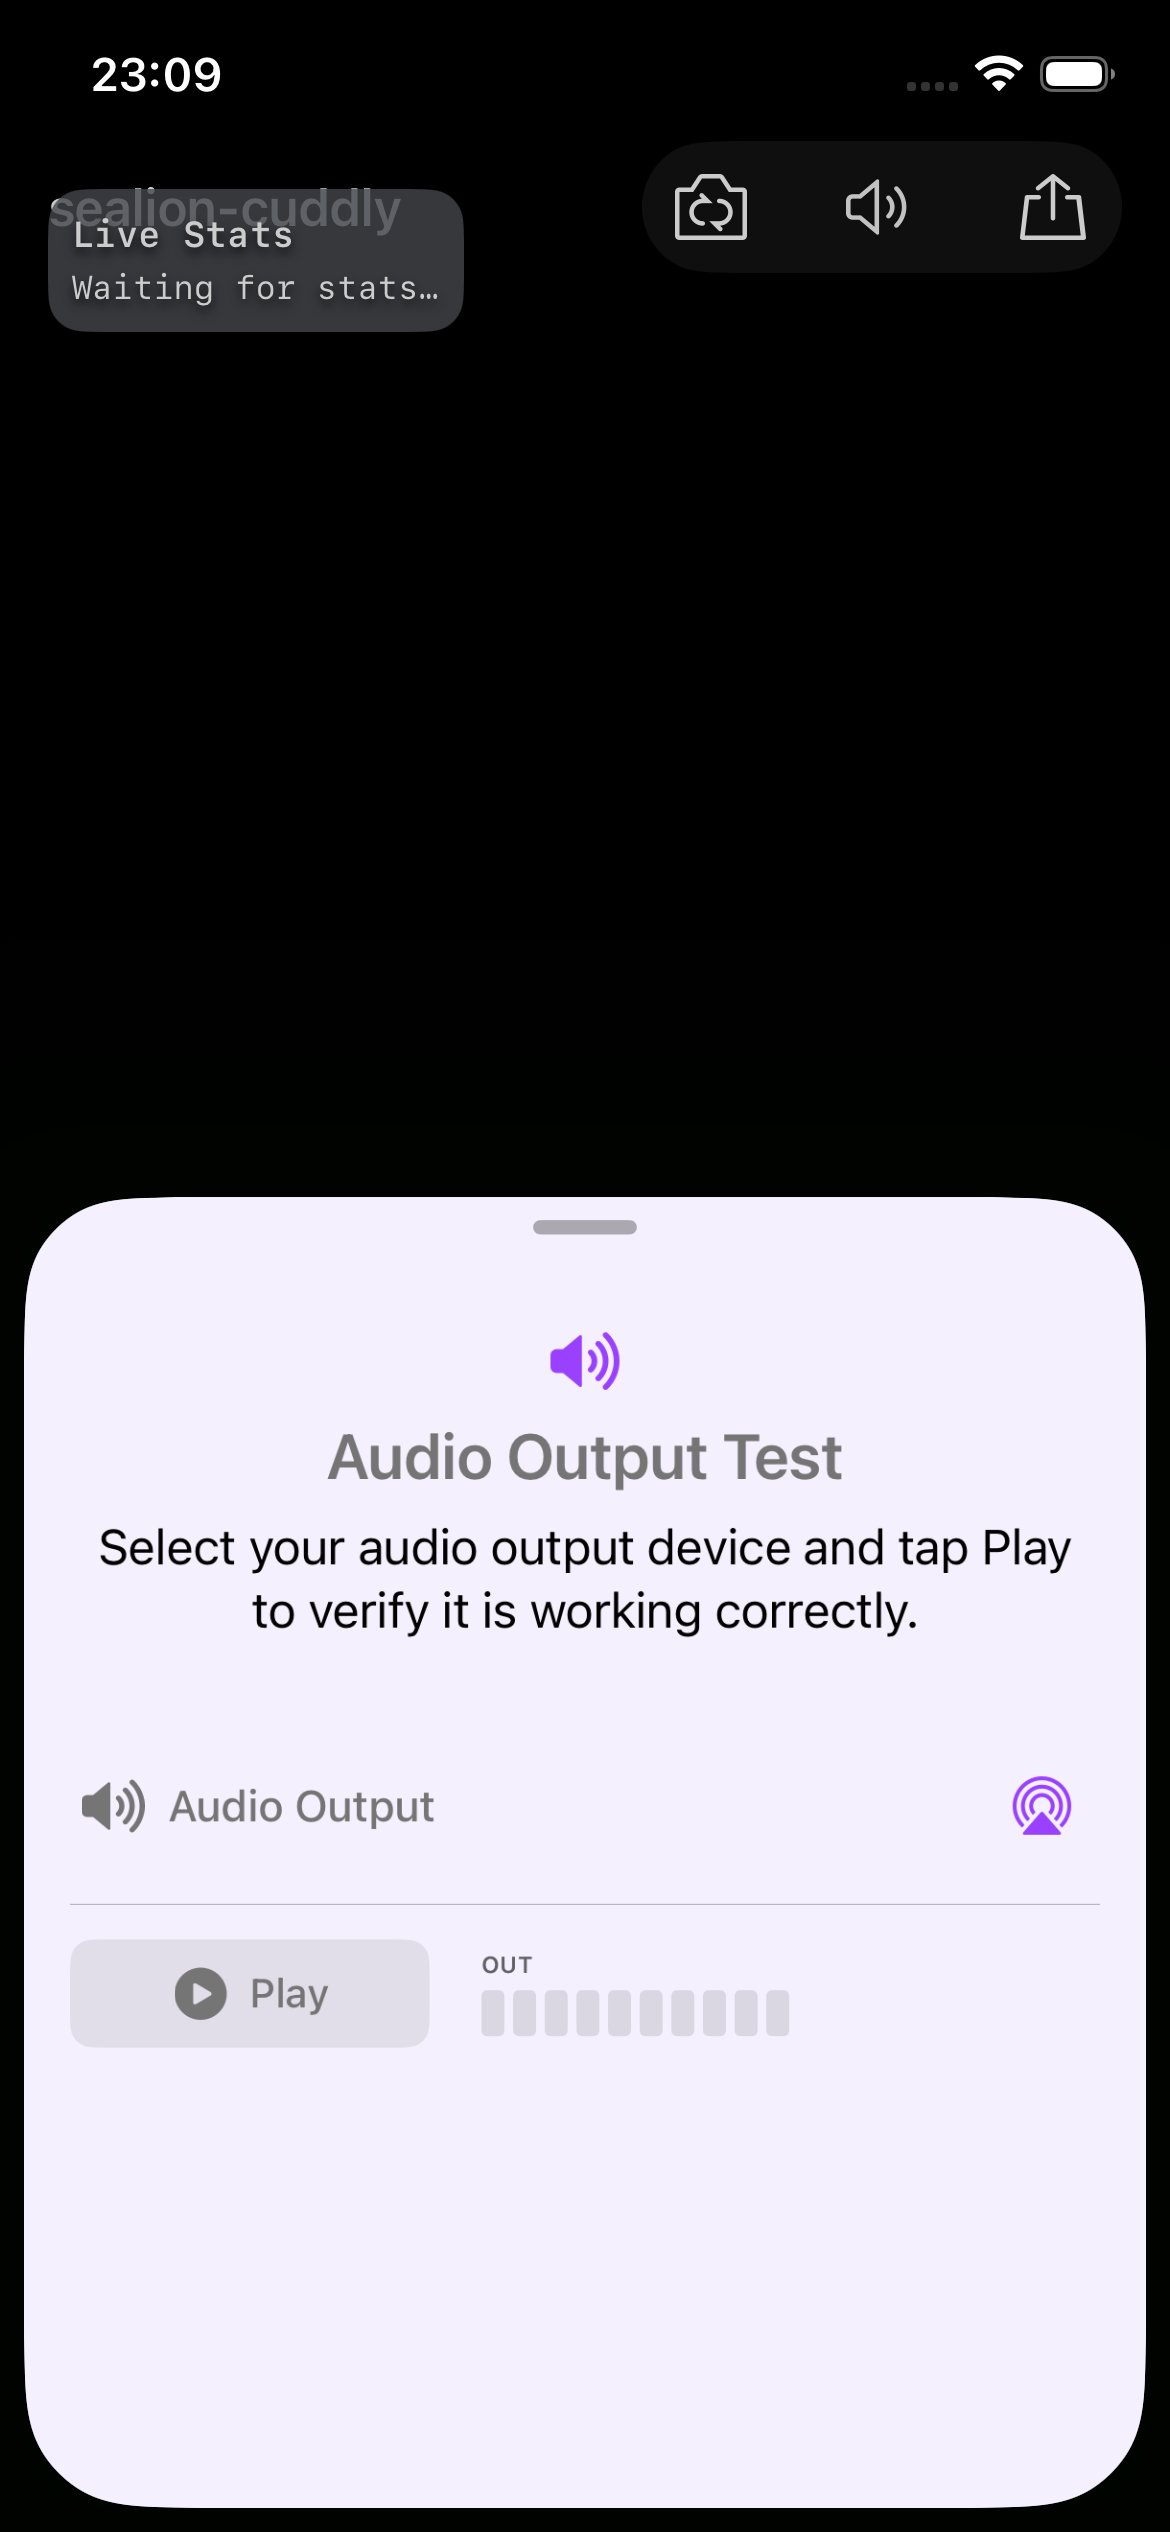 23:09
sealion-cuddly
Live Stats
Waiting for stats…
Audio Output Test
Select your audio output device and tap Play
to verify it is working correctly.
Audio Output
Play
OUT